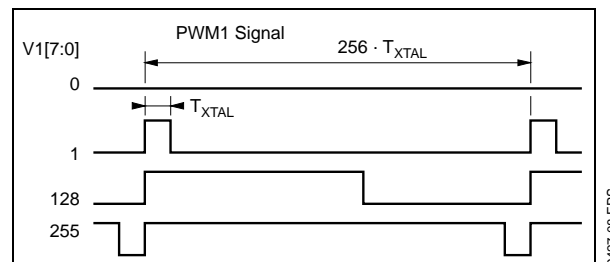 PWM1 Signal
V1[7:0]
256 · TXTAL
0
TXTAL
1
128
255